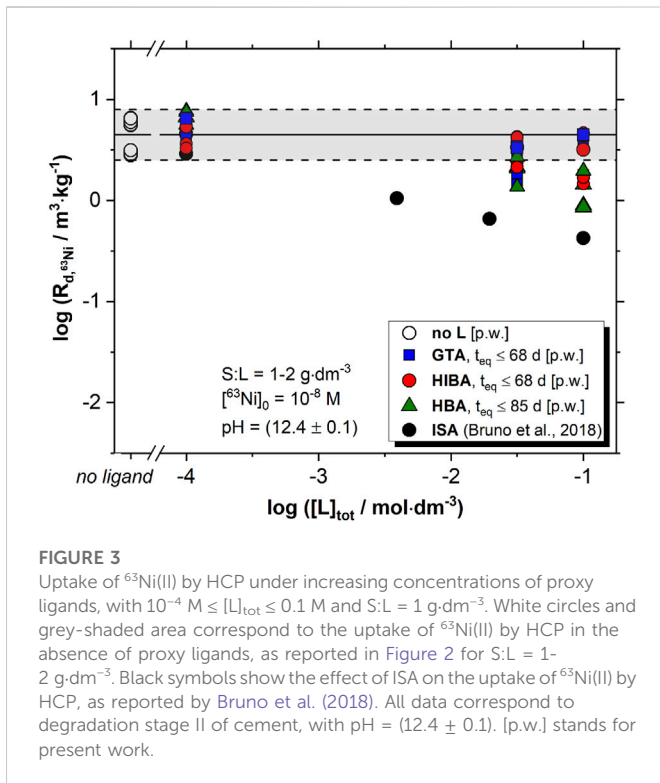 1
0
-1
-2
log (R_d,⁶³Ni / m³·kg⁻¹)
S:L = 1-2 g·dm⁻³
[⁶³Ni]₀ = 10⁻⁸ M
pH = (12.4 ± 0.1)
no L [p.w.]
GTA, t_eq ≤ 68 d [p.w.]
HIBA, t_eq ≤ 68 d [p.w.]
HBA, t_eq ≤ 85 d [p.w.]
ISA (Bruno et al., 2018)
no ligand -4 -3 -2 -1
log ([L]_tot / mol·dm⁻³)
FIGURE 3
Uptake of ⁶³Ni(II) by HCP under increasing concentrations of proxy
ligands, with 10⁻⁴ M ≤ [L]_tot ≤ 0.1 M and S:L = 1 g·dm⁻³. White circles and
grey-shaded area correspond to the uptake of ⁶³Ni(II) by HCP in the
absence of proxy ligands, as reported in Figure 2 for S:L = 1-
2 g·dm⁻³. Black symbols show the effect of ISA on the uptake of ⁶³Ni(II) by
HCP, as reported by Bruno et al. (2018). All data correspond to
degradation stage II of cement, with pH = (12.4 ± 0.1). [p.w.] stands for
present work.